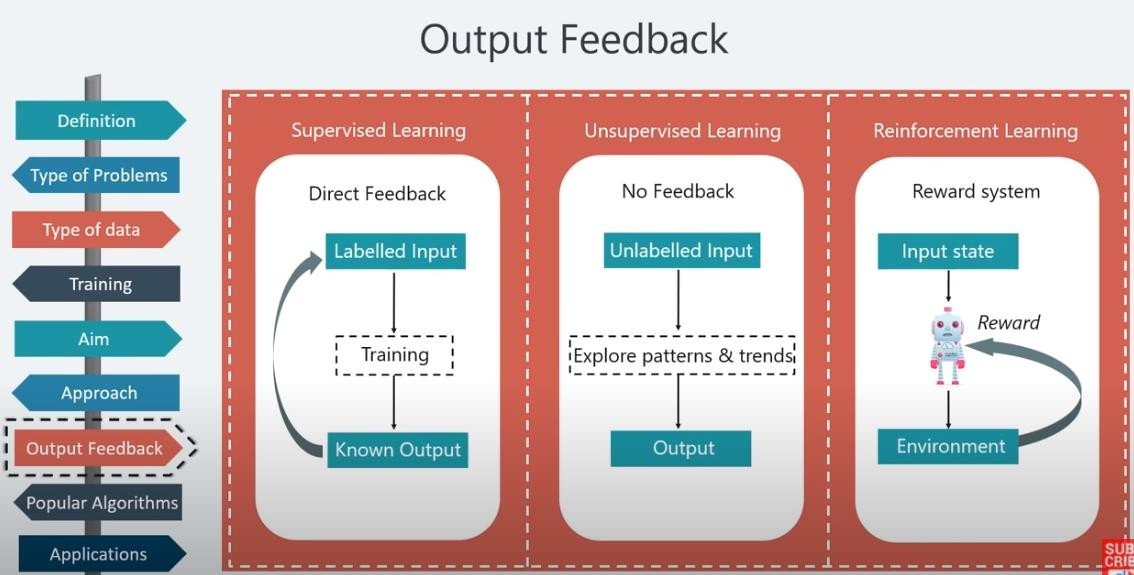 Output Feedback
Definition
Type of Problems
Type of data
Training
Aim
Approach
Output Feedback
Popular Algorithms
Applications
Supervised Learning
Direct Feedback
Labelled Input
Training
Known Output
Unsupervised Learning
No Feedback
Unlabelled Input
Explore patterns & trends
Output
Reinforcement Learning
Reward system
Input state
Reward
Environment
SUB
CRIB